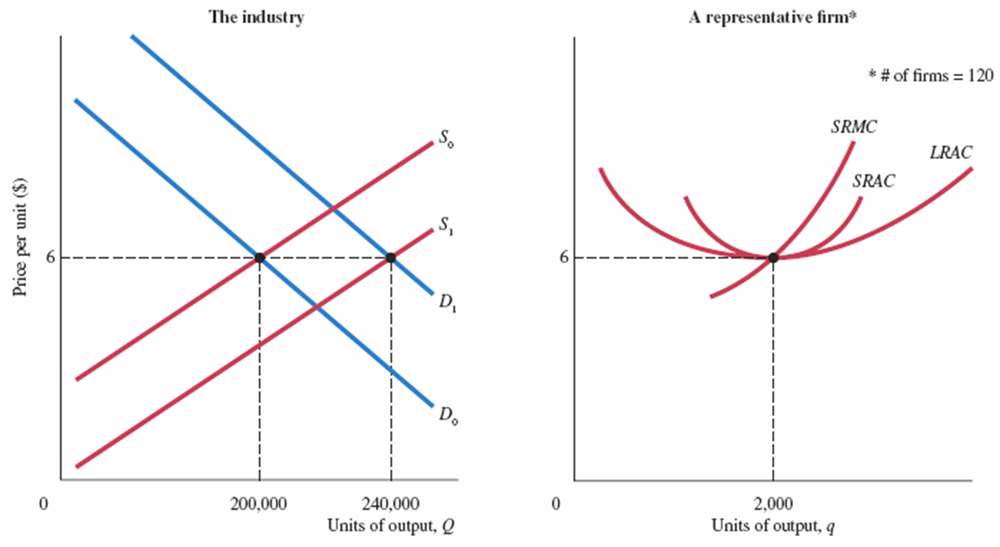 The industry
Price per unit ($)
6
S₀
S₁
D₁
D₀
0
200,000
240,000
Units of output, Q
A representative firm*
* # of firms = 120
SRMC
LRAC
SRAC
6
0
2,000
Units of output, q